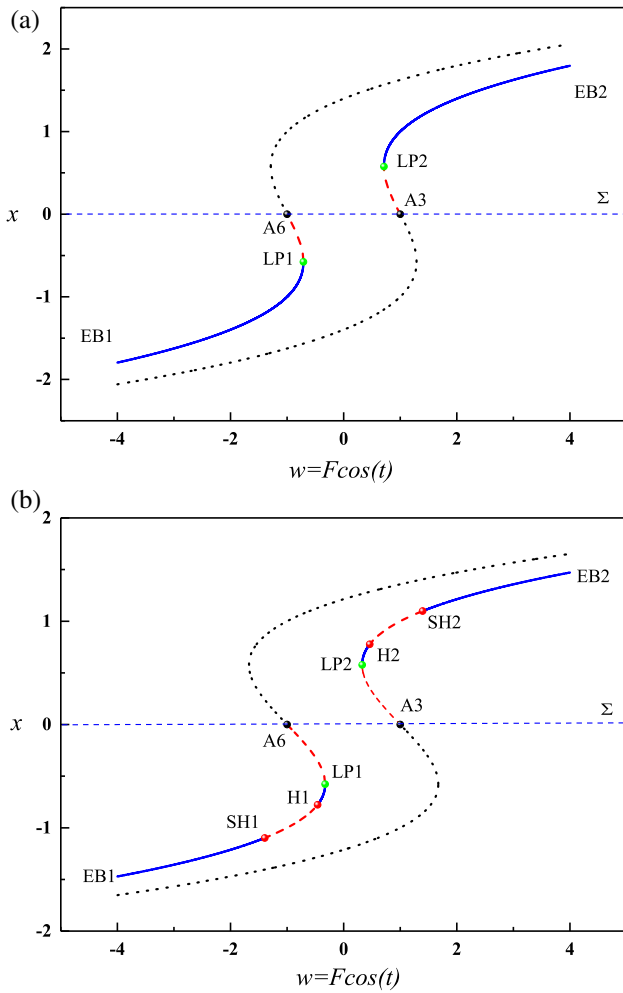 (a)
2
1
0
-1
-2
x
EB2
LP2
A3
Σ
A6
LP1
EB1
-4
-2
0
2
4
w=Fcos(t)
(b)
2
1
0
-1
-2
x
EB2
SH2
H2
LP2
A3
Σ
A6
LP1
H1
SH1
EB1
-4
-2
0
2
4
w=Fcos(t)